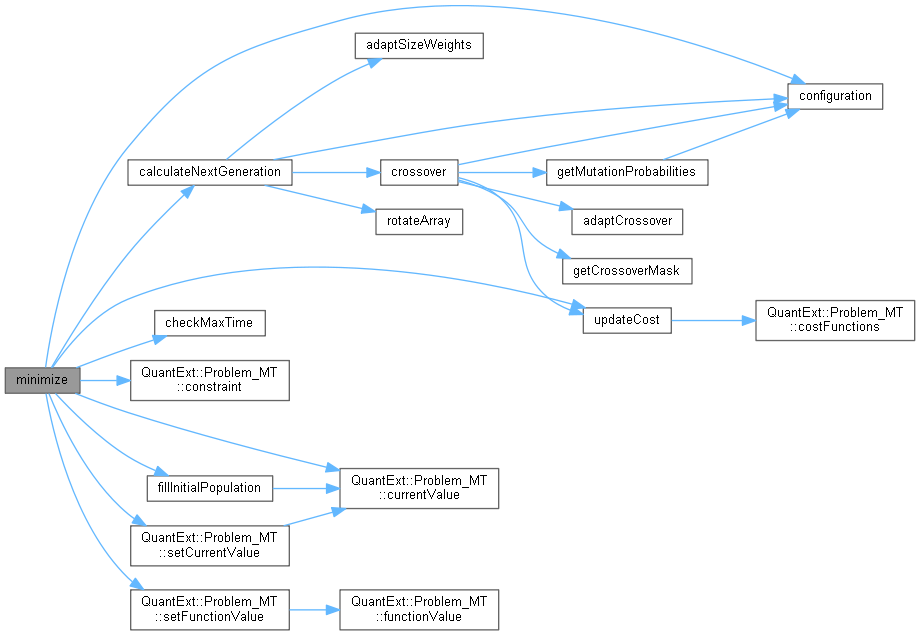 adaptSizeWeights
configuration
calculateNextGeneration
crossover
getMutationProbabilities
rotateArray
adaptCrossover
getCrossoverMask
checkMaxTime
updateCost
QuantExt::Problem_MT
::costFunctions
minimize
QuantExt::Problem_MT
::constraint
fillInitialPopulation
QuantExt::Problem_MT
::currentValue
QuantExt::Problem_MT
::setCurrentValue
QuantExt::Problem_MT
::setFunctionValue
QuantExt::Problem_MT
::functionValue